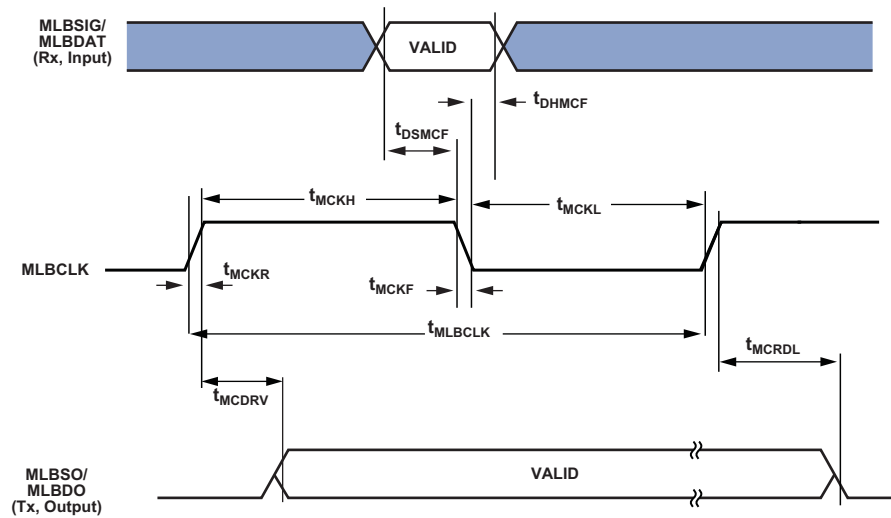 MLBSIG/
MLBDAT
(Rx, Input)
VALID
tDHMCF
tDSMCF
tMCKH
tMCKL
MLBCLK
tMCKR
tMCKF
tMLBCLK
tMCRDL
tMCDRV
MLBSO/
MLBDO
(Tx, Output)
VALID